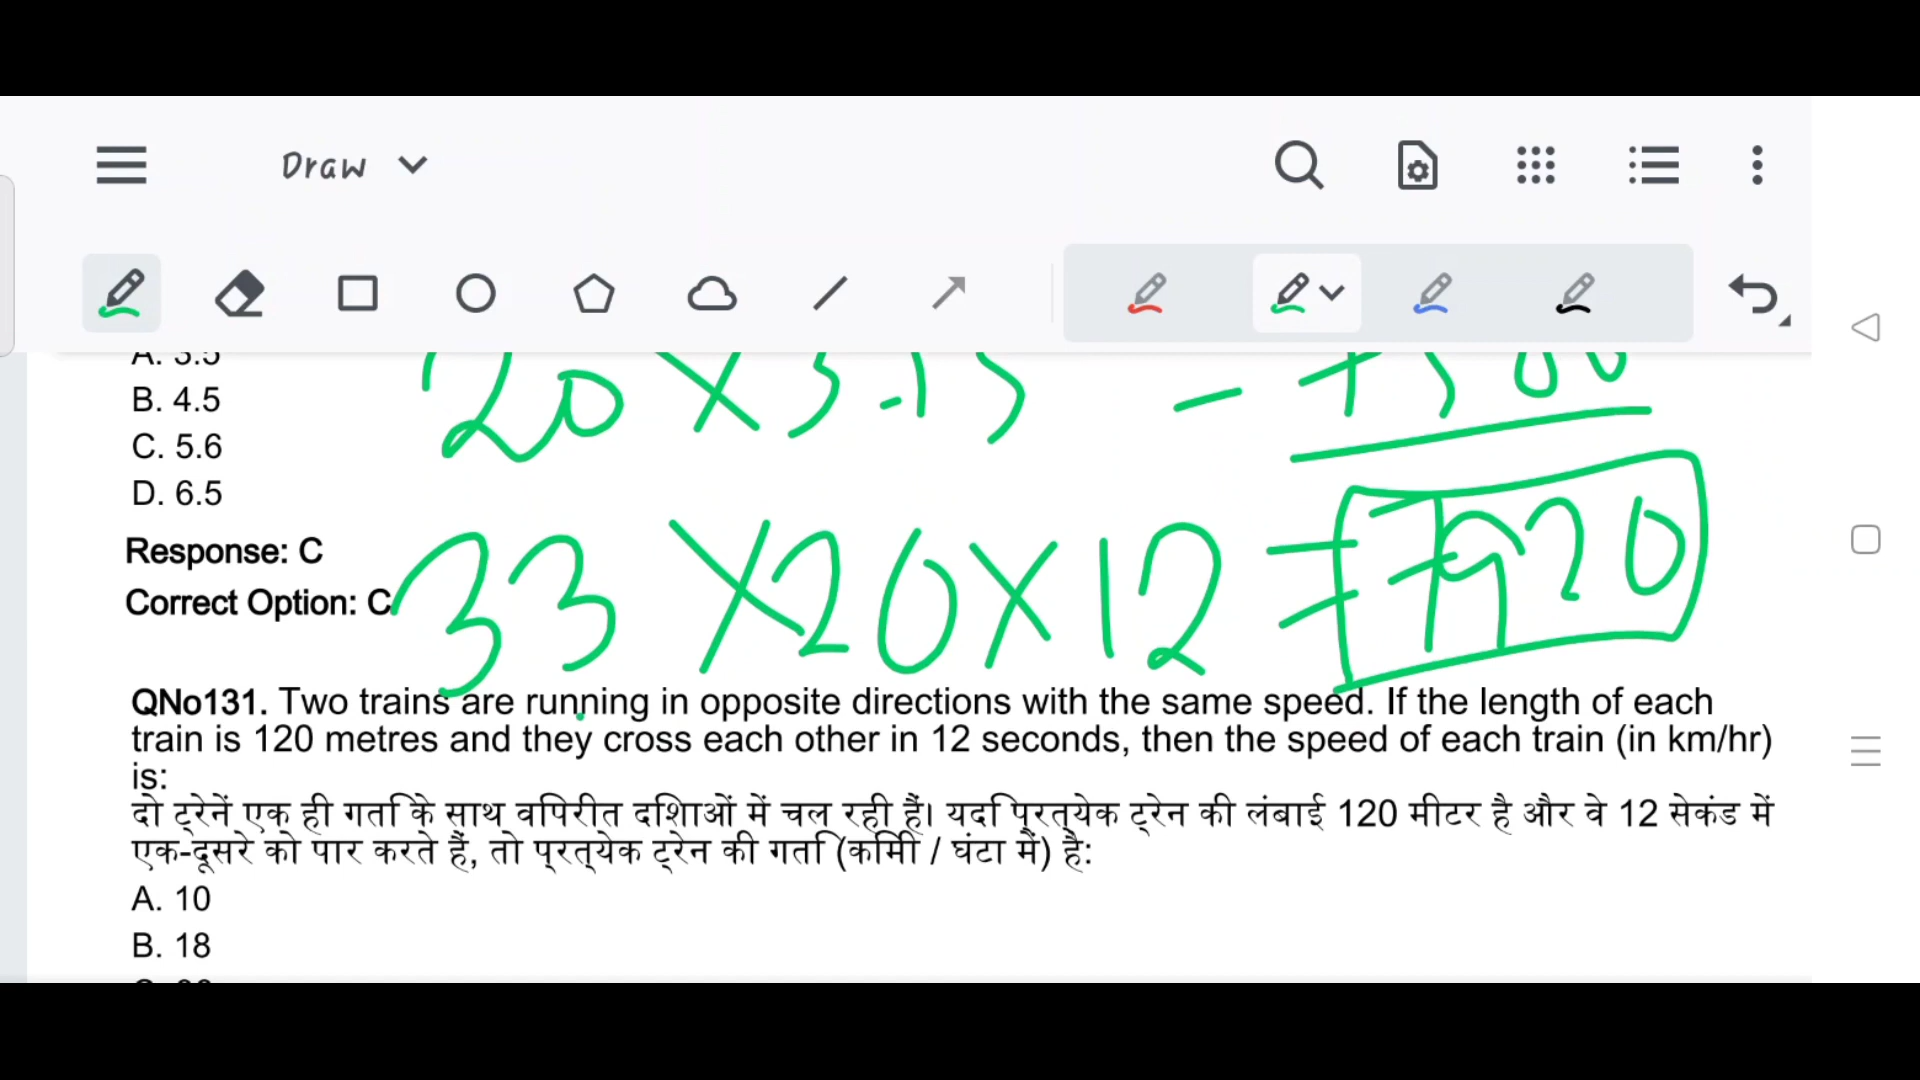 Draw
A. 3.5
20 × 3.15
B. 4.5
C. 5.6
D. 6.5
33 × 20 × 12 = 7920
Response: C
Correct Option: C
QNo131. Two trains are running in opposite directions with the same speed. If the length of each
train is 120 metres and they cross each other in 12 seconds, then the speed of each train (in km/hr)
is:
दो ट्रेनें एक ही गति के साथ विपरीत दिशाओं में चल रही हैं। यदि प्रत्येक ट्रेन की लंबाई 120 मीटर है और वे 12 सेकंड में
एक-दूसरे को पार करते हैं, तो प्रत्येक ट्रेन की गति (किमी / घंटा में) है:
A. 10
B. 18